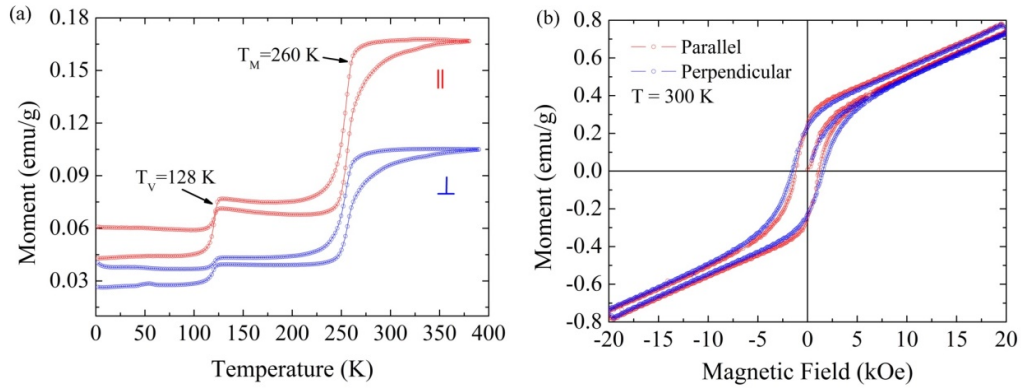 (a)
0.18
0.15
0.12
0.09
0.06
0.03
Moment (emu/g)
T_M=260 K
||
T_V=128 K
⊥
0 50 100 150 200 250 300 350 400
Temperature (K)
(b)
0.8
0.6
0.4
0.2
0.0
-0.2
-0.4
-0.6
-0.8
Moment (emu/g)
Parallel
Perpendicular
T = 300 K
-20 -15 -10 -5 0 5 10 15 20
Magnetic Field (kOe)